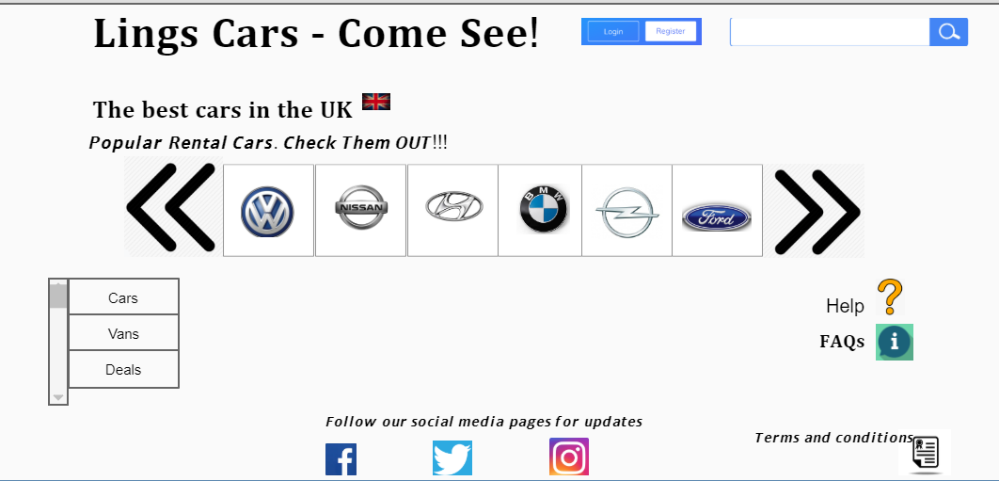 Lings Cars - Come See!
Login Register
The best cars in the UK
Popular Rental Cars. Check Them OUT!!!
NISSAN BMW Ford
Cars
Vans
Deals
Help ?
FAQs i
Follow our social media pages for updates
Terms and conditions